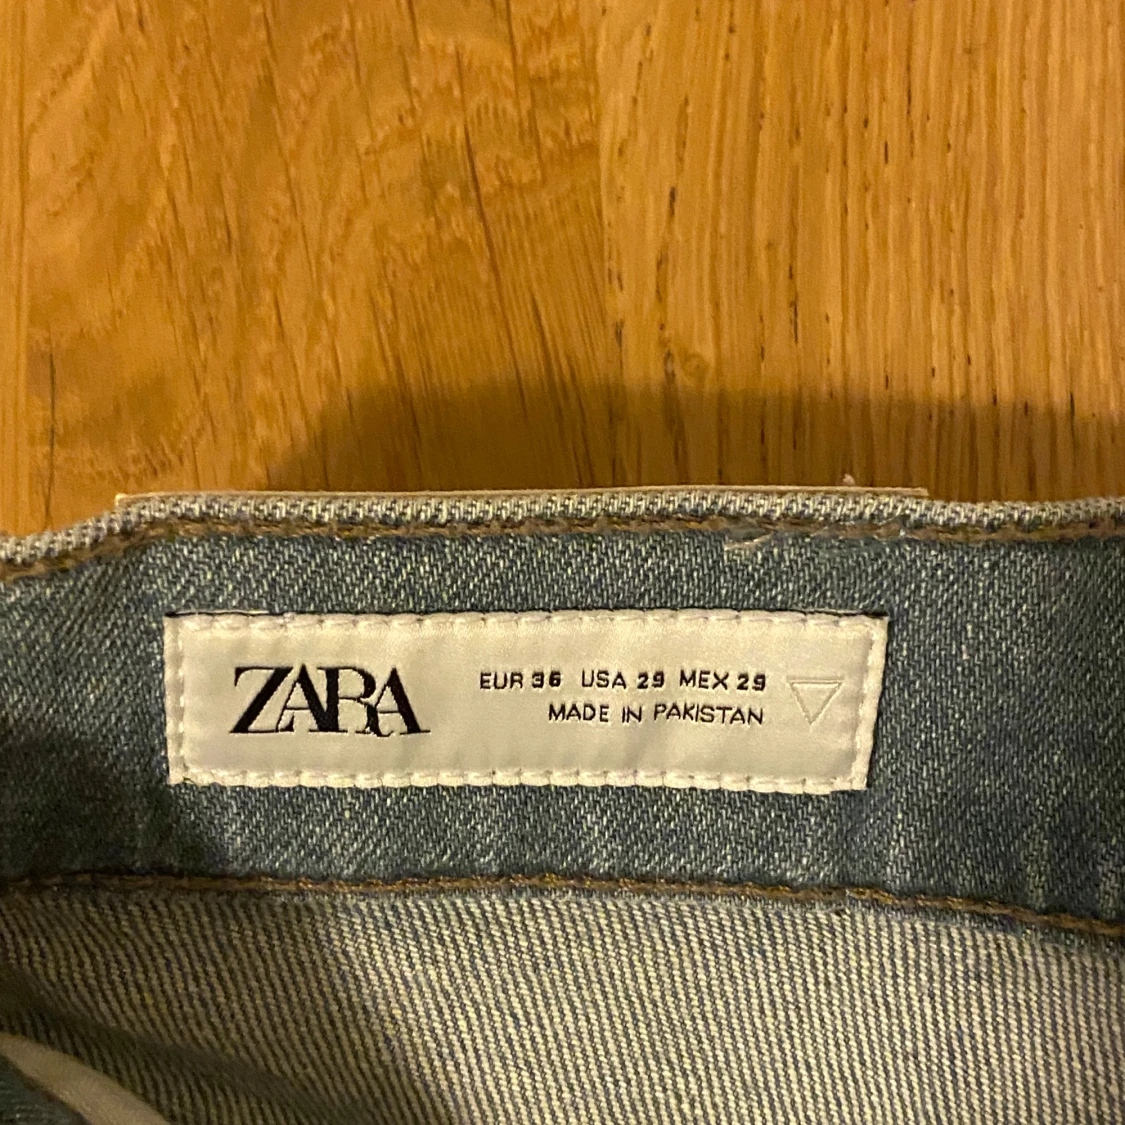 ZARA
EUR 36 USA 29 MEX 29
MADE IN PAKISTAN